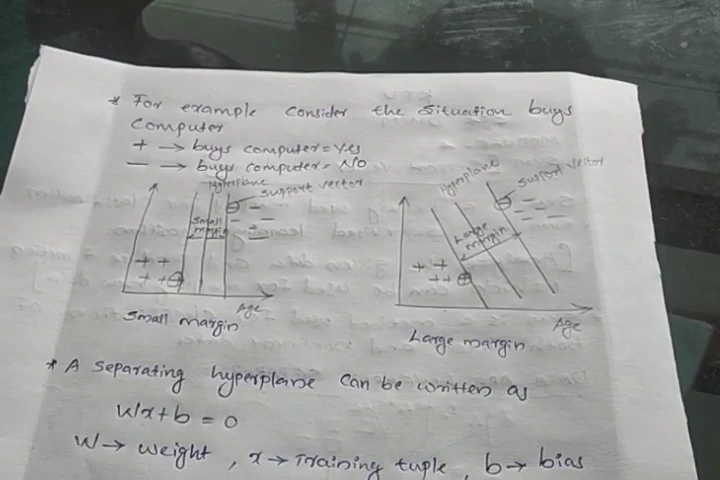 * For example consider the situation buys
computer
+ → buys computer = Yes
— → buys computer = No
Hyperplane
support vector
Small
margin
Age
Small margin
Hyperplane
support vector
Large
margin
Age
Large margin
* A separating hyperplane can be written as
Wx+b = 0
W → weight, x → Training tuple, b → bias